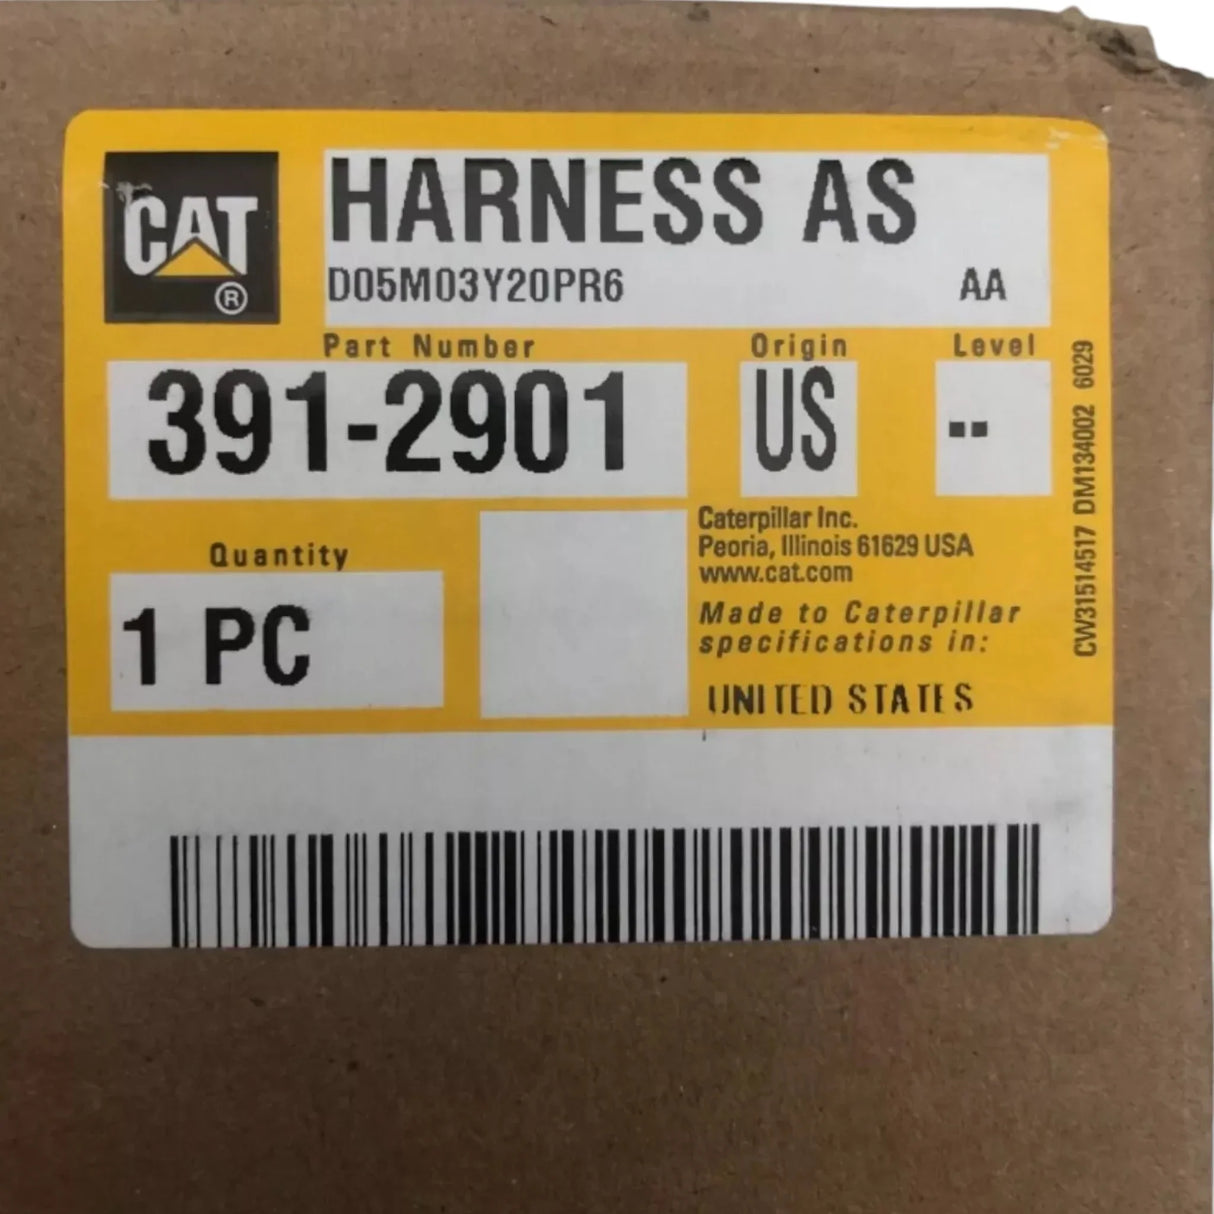 CAT
®
HARNESS AS
D05M03Y20PR6 AA
Part Number Origin Level
391-2901 US --
Quantity
1 PC
Caterpillar Inc.
Peoria, Illinois 61629 USA
www.cat.com
Made to Caterpillar
specifications in:
UNITED STATES
CW31514517 DM134002 6029